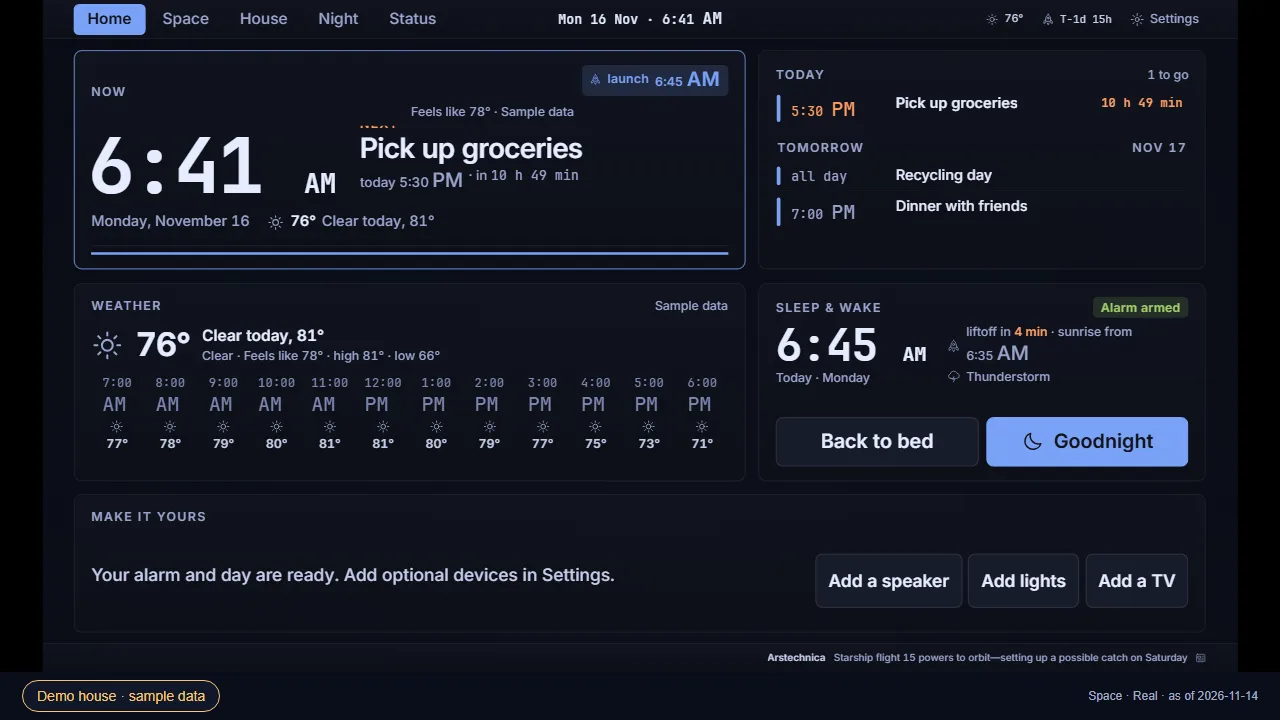 Home Space House Night Status
Mon 16 Nov · 6:41 AM
76° T-1d 15h Settings
NOW
launch 6:45 AM
Feels like 78° · Sample data
NEXT
6:41 AM
Pick up groceries
today 5:30 PM · in 10 h 49 min
Monday, November 16 76° Clear today, 81°
TODAY 1 to go
5:30 PM Pick up groceries 10 h 49 min
TOMORROW NOV 17
all day Recycling day
7:00 PM Dinner with friends
WEATHER Sample data
76° Clear today, 81°
Clear · Feels like 78° · high 81° · low 66°
7:00 8:00 9:00 10:00 11:00 12:00 1:00 2:00 3:00 4:00 5:00 6:00
AM AM AM AM AM PM PM PM PM PM PM PM
77° 78° 79° 80° 81° 81° 80° 79° 77° 75° 73° 71°
SLEEP & WAKE Alarm armed
6:45 AM
liftoff in 4 min · sunrise from
6:35 AM
Today · Monday
Thunderstorm
Back to bed Goodnight
MAKE IT YOURS
Your alarm and day are ready. Add optional devices in Settings.
Add a speaker Add lights Add a TV
Arstechnica Starship flight 15 powers to orbit—setting up a possible catch on Saturday
Demo house · sample data
Space · Real · as of 2026-11-14